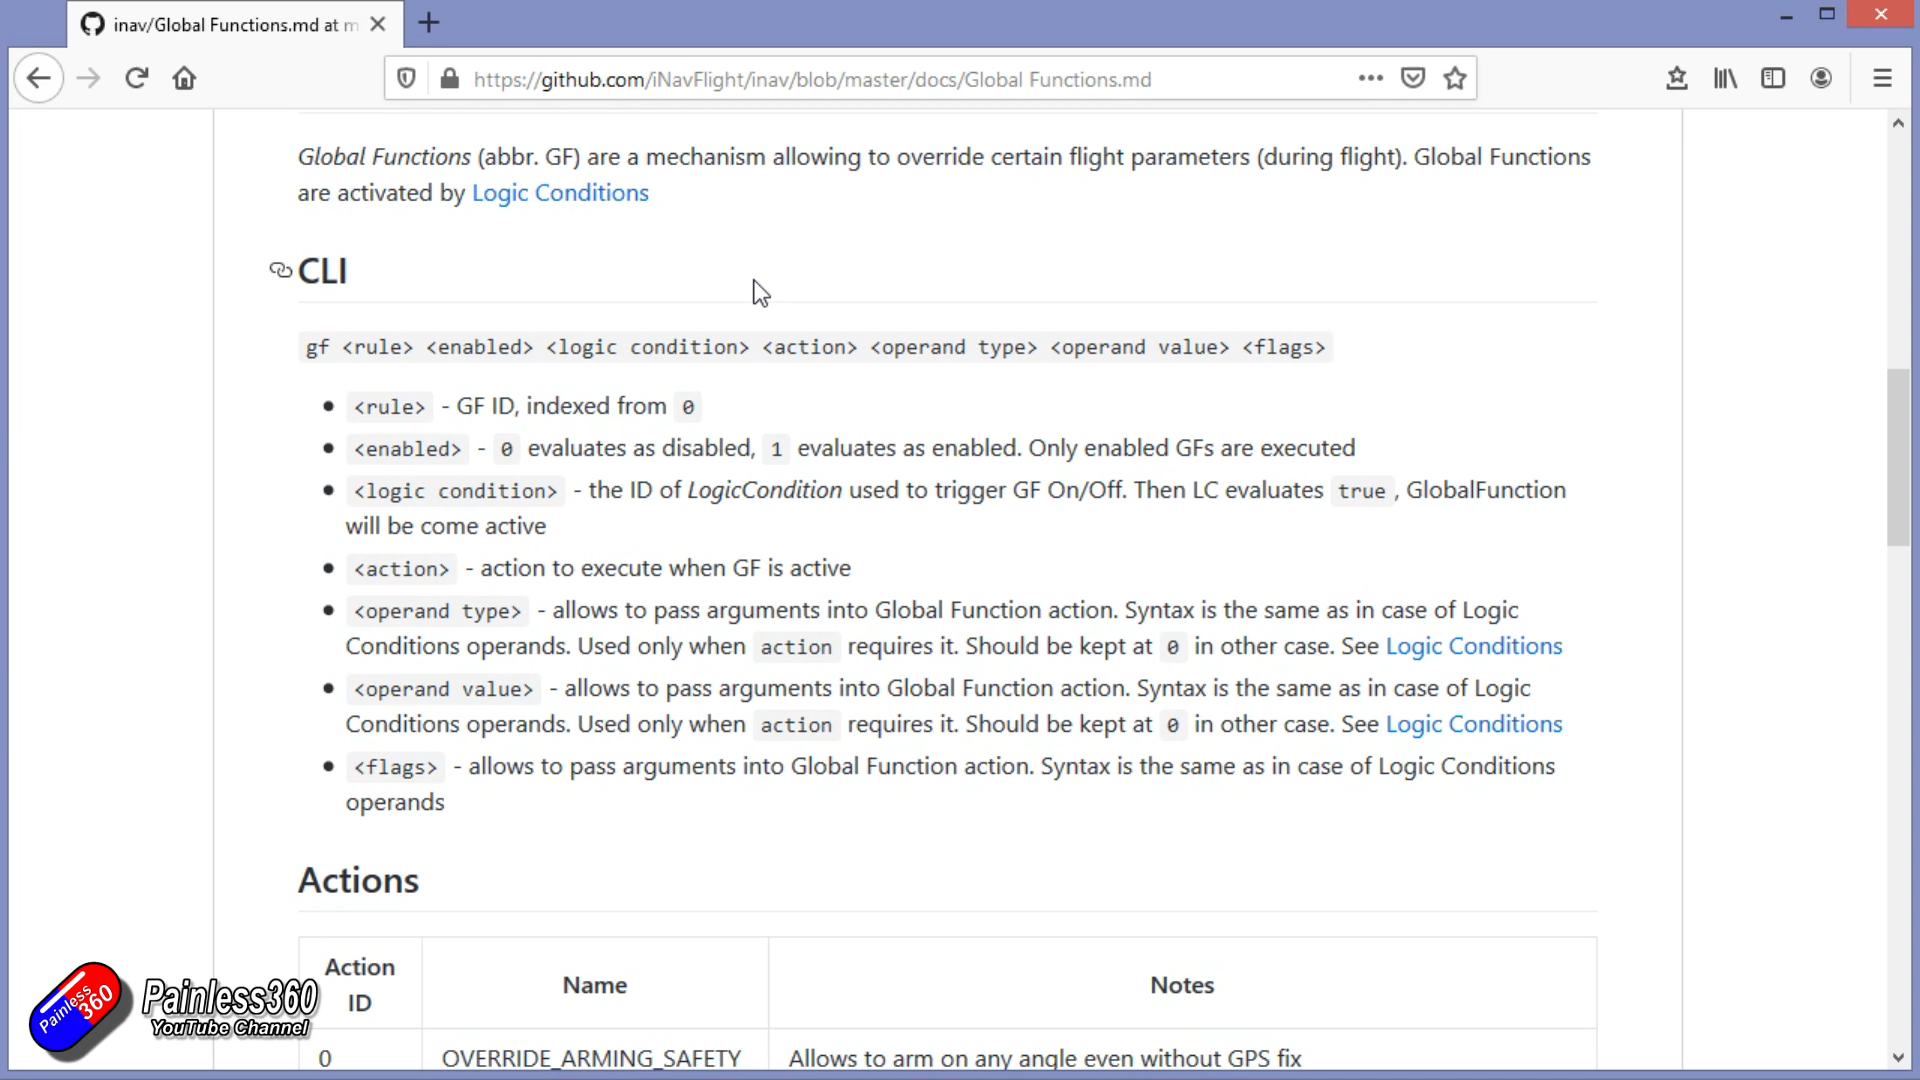 inav/Global Functions.md at m
https://github.com/iNavFlight/inav/blob/master/docs/Global Functions.md
Global Functions (abbr. GF) are a mechanism allowing to override certain flight parameters (during flight). Global Functions
are activated by Logic Conditions
CLI
gf <rule> <enabled> <logic condition> <action> <operand type> <operand value> <flags>
<rule> - GF ID, indexed from 0
<enabled> - 0 evaluates as disabled, 1 evaluates as enabled. Only enabled GFs are executed
<logic condition> - the ID of LogicCondition used to trigger GF On/Off. Then LC evaluates true , GlobalFunction
will be come active
<action> - action to execute when GF is active
<operand type> - allows to pass arguments into Global Function action. Syntax is the same as in case of Logic
Conditions operands. Used only when action requires it. Should be kept at 0 in other case. See Logic Conditions
<operand value> - allows to pass arguments into Global Function action. Syntax is the same as in case of Logic
Conditions operands. Used only when action requires it. Should be kept at 0 in other case. See Logic Conditions
<flags> - allows to pass arguments into Global Function action. Syntax is the same as in case of Logic Conditions
operands
Actions
Action
ID
Name
Notes
0
OVERRIDE_ARMING_SAFETY
Allows to arm on any angle even without GPS fix
Painless
360
Painless360
YouTube Channel